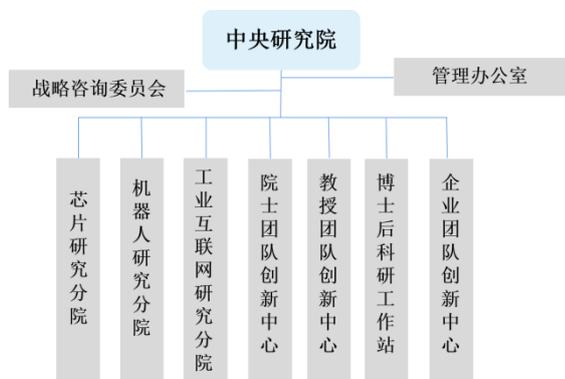 中央研究院
管理办公室
战略咨询委员会
芯片研究分院
机器人研究分院
工业互联网研究分院
院士团队创新中心
教授团队创新中心
博士后科研工作站
企业团队创新中心